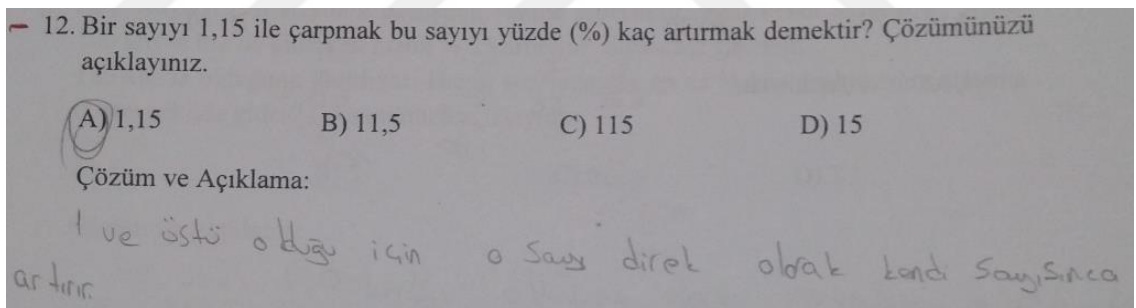 12. Bir sayıyı 1,15 ile çarpmak bu sayıyı yüzde (%) kaç artırmak demektir? Çözümünüzü
açıklayınız.
A) 1,15 B) 11,5 C) 115 D) 15
Çözüm ve Açıklama:
1 ve üstü olduğu için o sayı direk olarak kendi sayısınca
artırır.